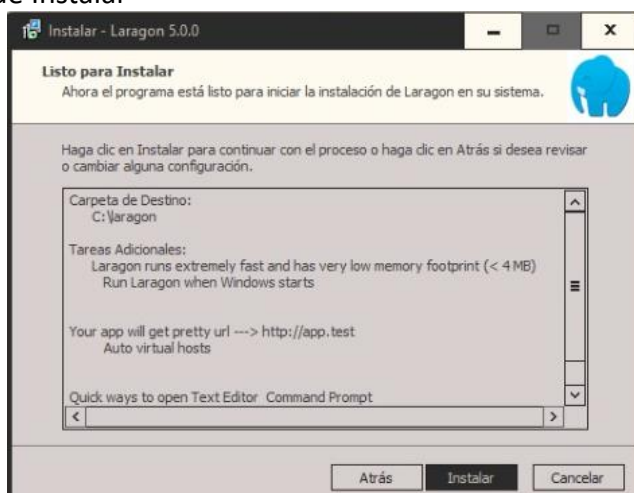 de Instalar
Instalar - Laragon 5.0.0
Listo para Instalar
Ahora el programa está listo para iniciar la instalación de Laragon en su sistema.
Haga clic en Instalar para continuar con el proceso o haga clic en Atrás si desea revisar
o cambiar alguna configuración.
Carpeta de Destino:
C:\laragon
Tareas Adicionales:
Laragon runs extremely fast and has very low memory footprint (< 4 MB)
Run Laragon when Windows starts
Your app will get pretty url ---> http://app.test
Auto virtual hosts
Quick ways to open Text Editor Command Prompt
Atrás
Instalar
Cancelar